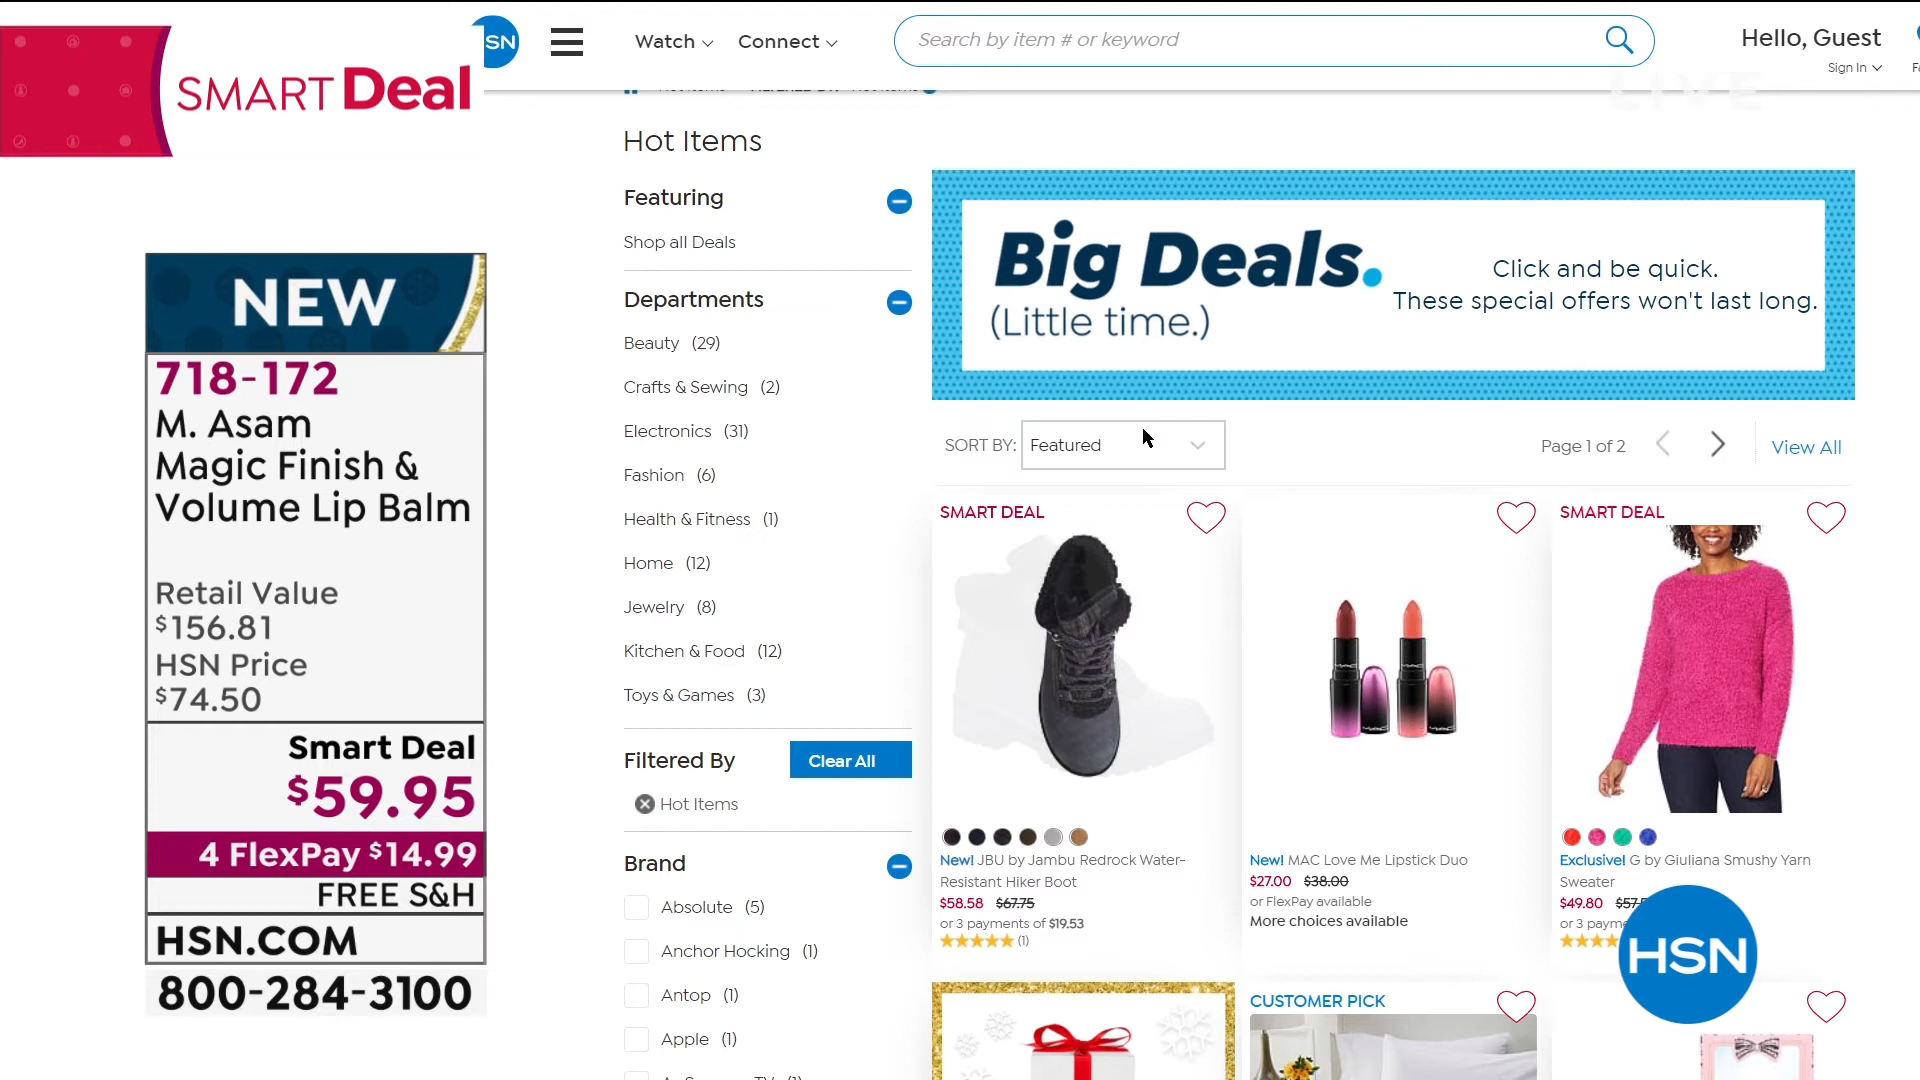 SMART Deal
HSN
Watch
Connect
Search by item # or keyword
Hello, Guest
Sign In
LIVE
Hot Items
Featuring
Shop all Deals
Departments
Beauty (29)
Crafts & Sewing (2)
Electronics (31)
Fashion (6)
Health & Fitness (1)
Home (12)
Jewelry (8)
Kitchen & Food (12)
Toys & Games (3)
Filtered By
Clear All
Hot Items
Brand
Absolute (5)
Anchor Hocking (1)
Antop (1)
Apple (1)
Big Deals.
(Little time.)
Click and be quick.
These special offers won't last long.
SORT BY: Featured
Page 1 of 2
View All
SMART DEAL
New! JBU by Jambu Redrock Water-
Resistant Hiker Boot
$58.58 $67.75
or 3 payments of $19.53
(1)
New! MAC Love Me Lipstick Duo
$27.00 $38.00
or FlexPay available
More choices available
SMART DEAL
Exclusive! G by Giuliana Smushy Yarn
Sweater
$49.80
or 3
CUSTOMER PICK
HSN
NEW
718-172
M. Asam
Magic Finish &
Volume Lip Balm
Retail Value
$156.81
HSN Price
$74.50
Smart Deal
$59.95
4 FlexPay $14.99
FREE S&H
HSN.COM
800-284-3100